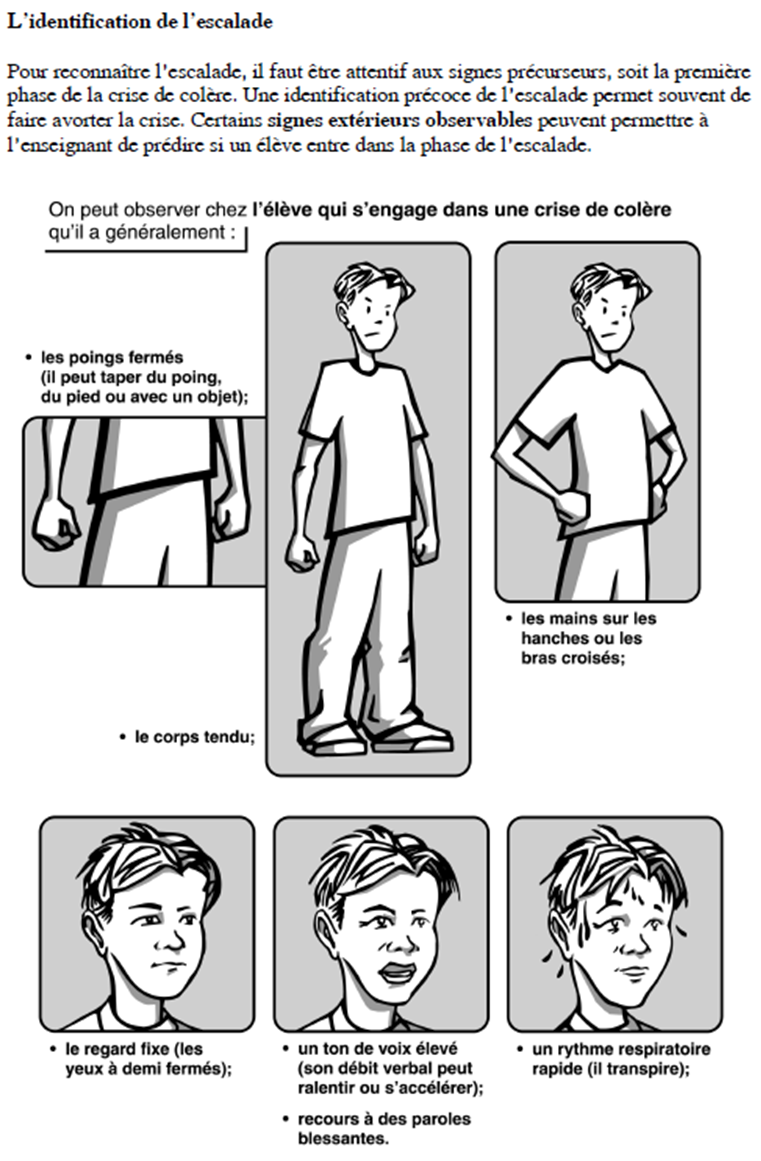 L'identification de l'escalade
Pour reconnaître l'escalade, il faut être attentif aux signes précurseurs, soit la première
phase de la crise de colère. Une identification précoce de l'escalade permet souvent de
faire avorter la crise. Certains signes extérieurs observables peuvent permettre à
l'enseignant de prédire si un élève entre dans la phase de l'escalade.
On peut observer chez l'élève qui s'engage dans une crise de colère
qu'il a généralement :
• les poings fermés
(il peut taper du poing,
du pied ou avec un objet);
• les mains sur les
hanches ou les
bras croisés;
• le corps tendu;
• le regard fixe (les
yeux à demi fermés);
• un ton de voix élevé
(son débit verbal peut
ralentir ou s'accélérer);
• recours à des paroles
blessantes.
• un rythme respiratoire
rapide (il transpire);